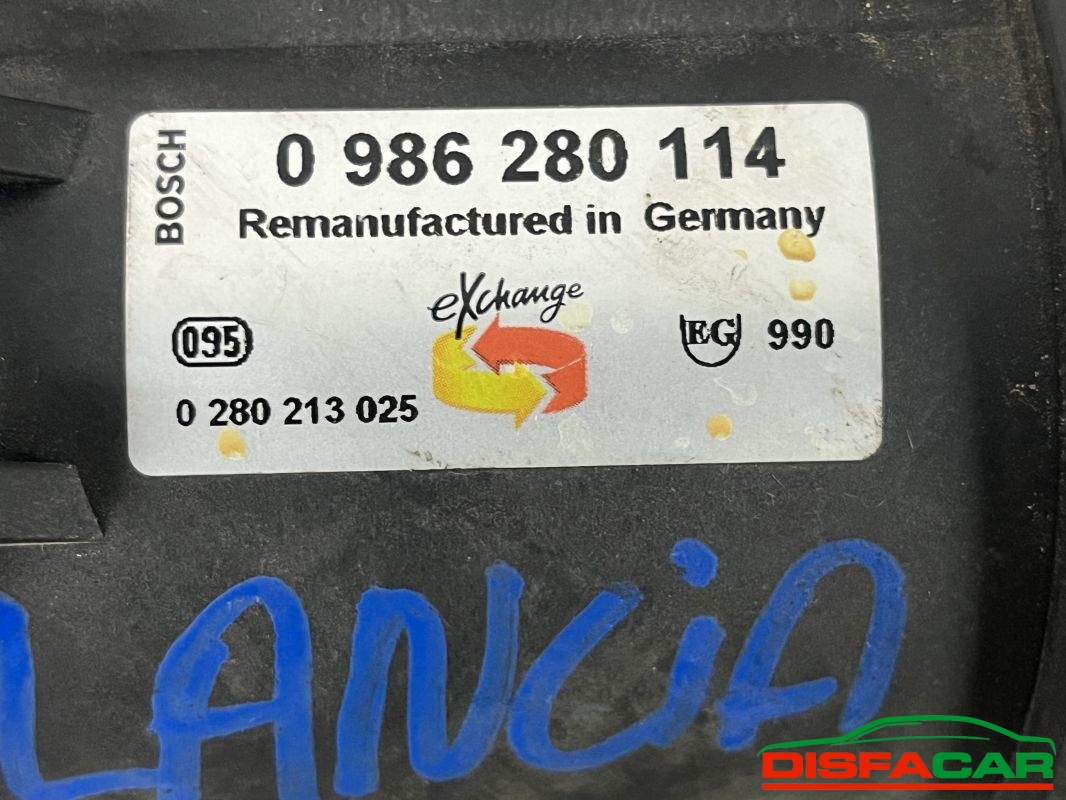 BOSCH
0 986 280 114
Remanufactured in Germany
eXchange
095
EG 990
0 280 213 025
LANCiA
DISFACAR